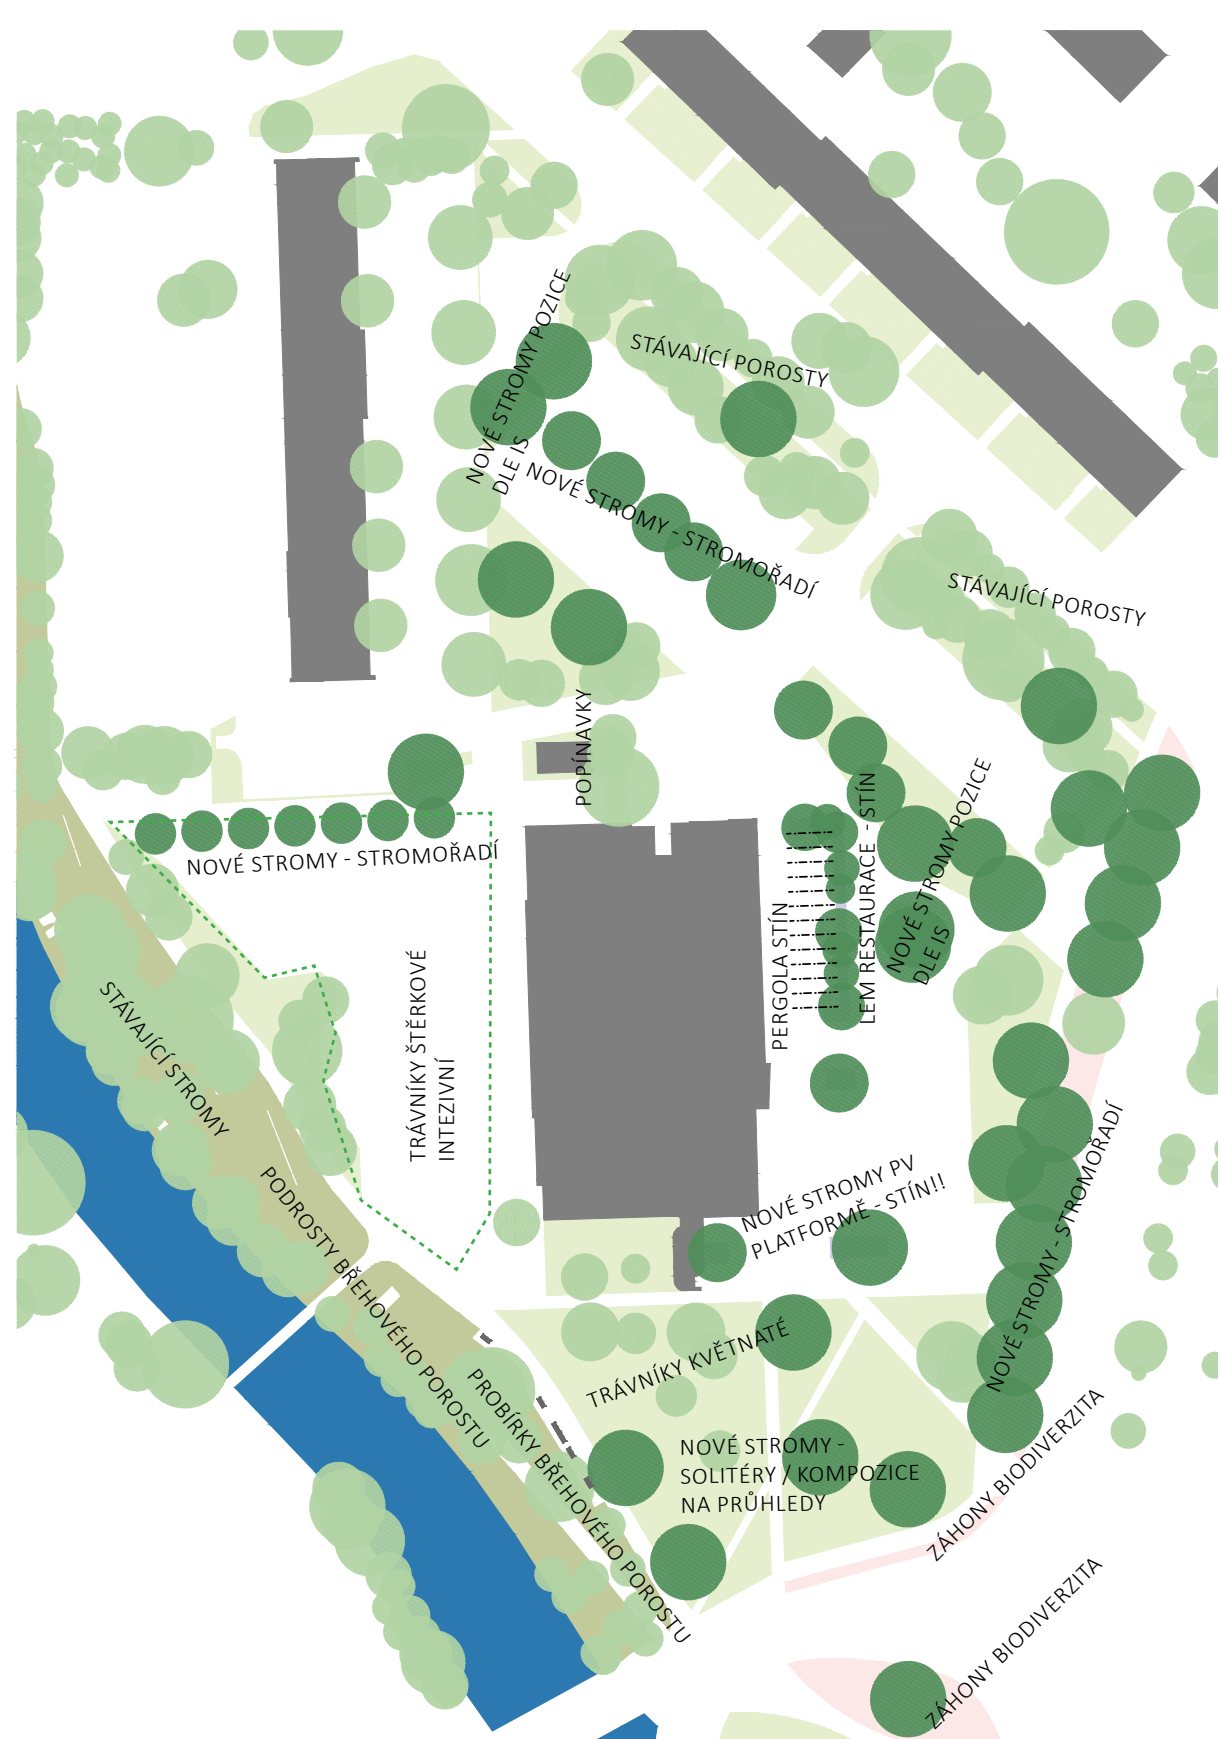 NOVÉ STROMY POZICE
DLE IS
STÁVAJÍCÍ POROSTY
NOVÉ STROMY - STROMOŘADÍ
STÁVAJÍCÍ POROSTY
POPÍNAVKY
NOVÉ STROMY - STROMOŘADÍ
PERGOLA STÍN
LEM RESTAURACE - STÍN
NOVÉ STROMY POZICE
DLE IS
STÁVAJÍCÍ STROMY
TRÁVNÍKY ŠTĚRKOVÉ
INTEZIVNÍ
PODROSTY BŘEHOVÉHO POROSTU
NOVÉ STROMY PV
PLATFORMĚ - STÍN!!
NOVÉ STROMY - STROMOŘADÍ
TRÁVNÍKY KVĚTNATÉ
PROBÍRKY BŘEHOVÉHO POROSTU
NOVÉ STROMY -
SOLITÉRY / KOMPOZICE
NA PRŮHLEDY
ZÁHONY BIODIVERZITA
ZÁHONY BIODIVERZITA